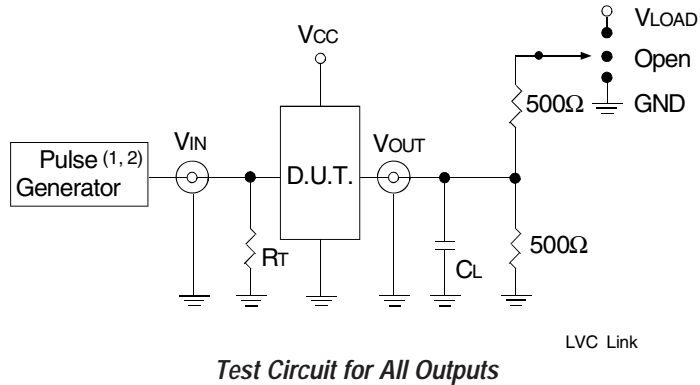 VLOAD
VCC
Open
500Ω
GND
VIN
VOUT
Pulse (1, 2)
Generator
D.U.T.
RT
CL
500Ω
LVC Link
Test Circuit for All Outputs